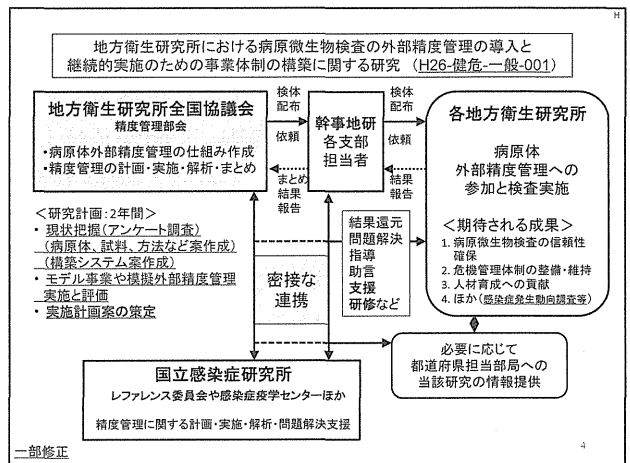 H
地方衛生研究所における病原微生物検査の外部精度管理の導入と
継続的実施のための事業体制の構築に関する研究 (H26-健危-一般-001)
地方衛生研究所全国協議会
精度管理部会
・病原体外部精度管理の仕組み作成
・精度管理の計画・実施・解析・まとめ
検体
配布
依頼
まとめ
結果
報告
幹事地研
各支部
担当者
検体
配布
依頼
結果
報告
各地方衛生研究所
病原体
外部精度管理への
参加と検査実施
<期待される成果>
1. 病原微生物検査の信頼性
確保
2. 危機管理体制の整備・維持
3. 人材育成への貢献
4. ほか(感染症発生動向調査等)
<研究計画:2年間>
・現状把握(アンケート調査)
(病原体、試料、方法など案作成)
(構築システム案作成)
・モデル事業や模擬外部精度管理
実施と評価
・実施計画案の策定
密接な
連携
結果還元
問題解決
指導
助言
支援
研修など
国立感染症研究所
レファレンス委員会や感染症疫学センターほか
精度管理に関する計画・実施・解析・問題解決支援
必要に応じて
都道府県担当部局への
当該研究の情報提供
一部修正
4